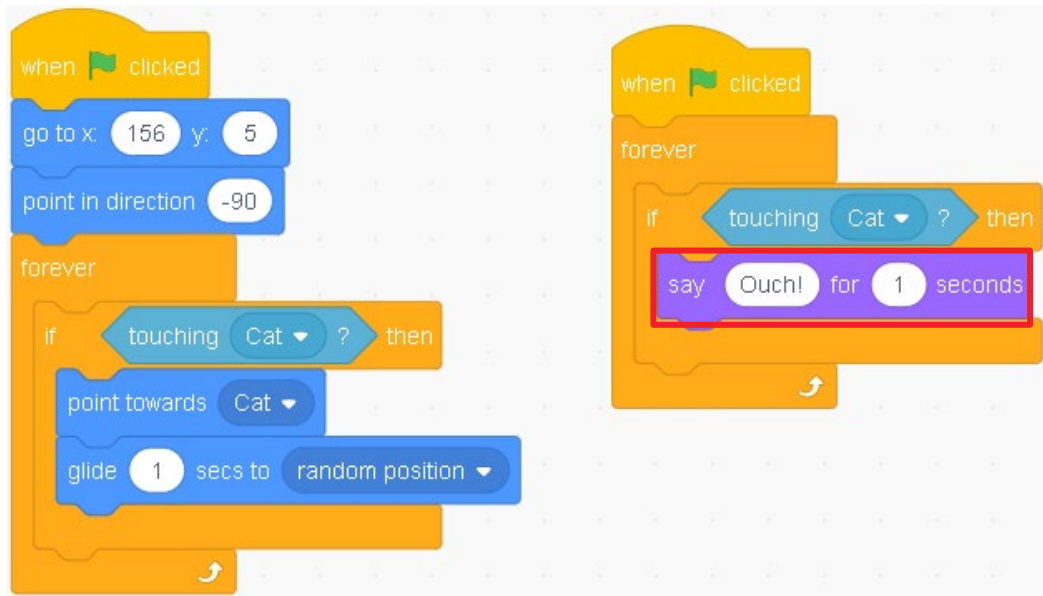 when clicked
go to x: 156 y: 5
point in direction -90
forever
if touching Cat ? then
point towards Cat
glide 1 secs to random position
when clicked
forever
if touching Cat ? then
say Ouch! for 1 seconds